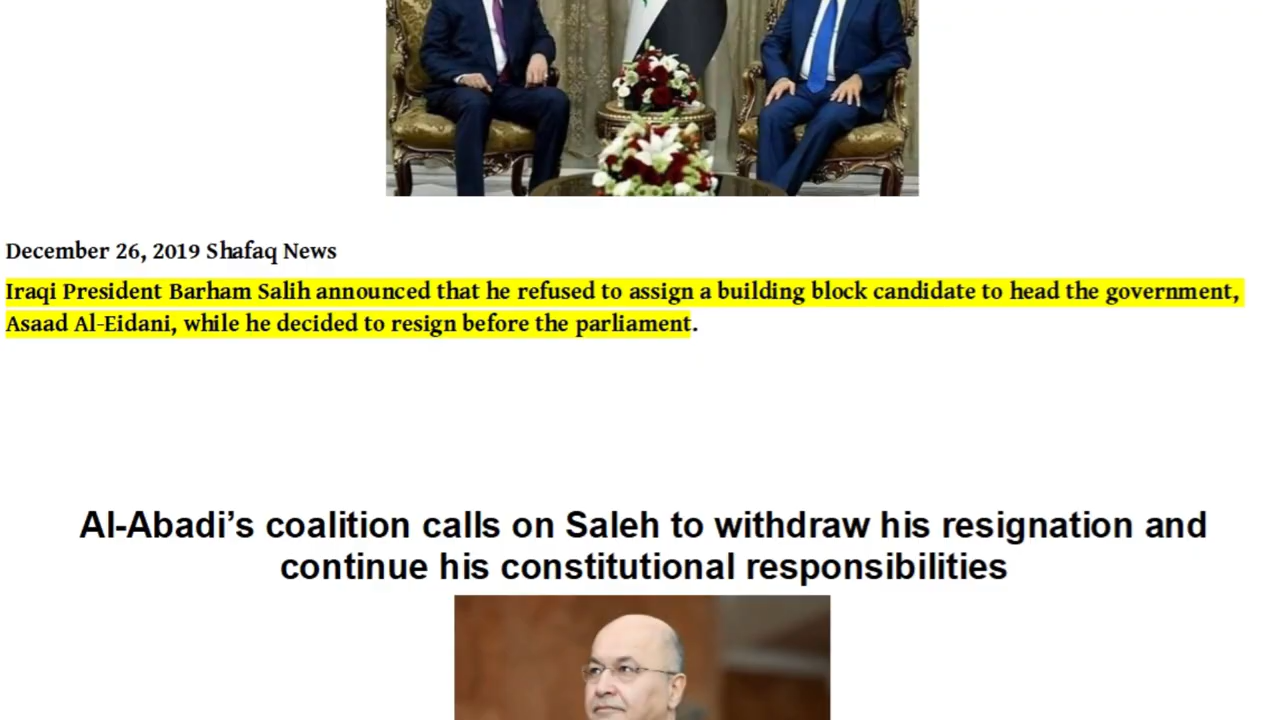 December 26, 2019 Shafaq News
Iraqi President Barham Salih announced that he refused to assign a building block candidate to head the government,
Asaad Al-Eidani, while he decided to resign before the parliament.
Al-Abadi’s coalition calls on Saleh to withdraw his resignation and
continue his constitutional responsibilities